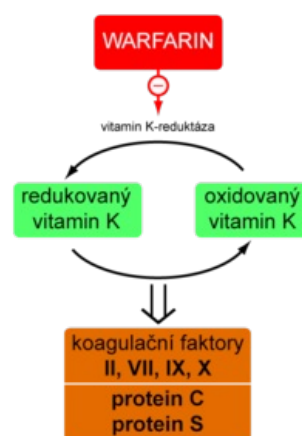 WARFARIN
vitamin K-reduktáza
redukovaný
vitamin K
oxidovaný
vitamin K
koagulační faktory
II, VII, IX, X
protein C
protein S